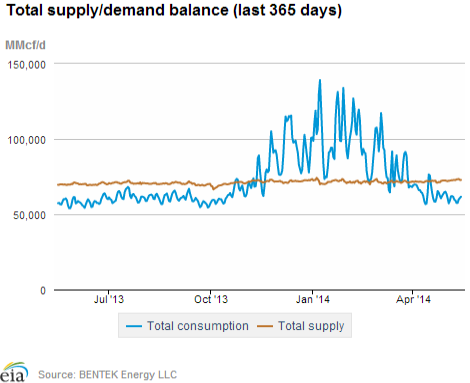 Total supply/demand balance (last 365 days)
MMcf/d
150,000
100,000
50,000
0
Jul '13
Oct '13
Jan '14
Apr '14
Total consumption
Total supply
eia
Source: BENTEK Energy LLC